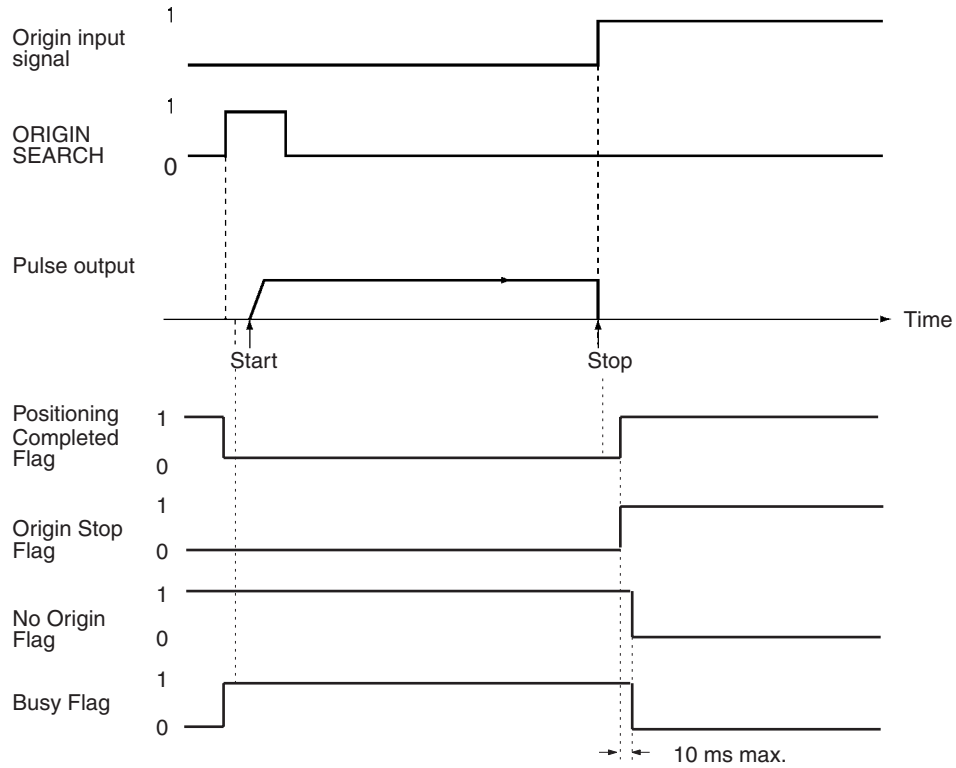 1
Origin input
signal
1
ORIGIN
SEARCH
0
Pulse output
Time
Start
Stop
Positioning
Completed
Flag
1
0
1
Origin Stop
Flag
0
1
No Origin
Flag
0
1
Busy Flag
0
10 ms max.